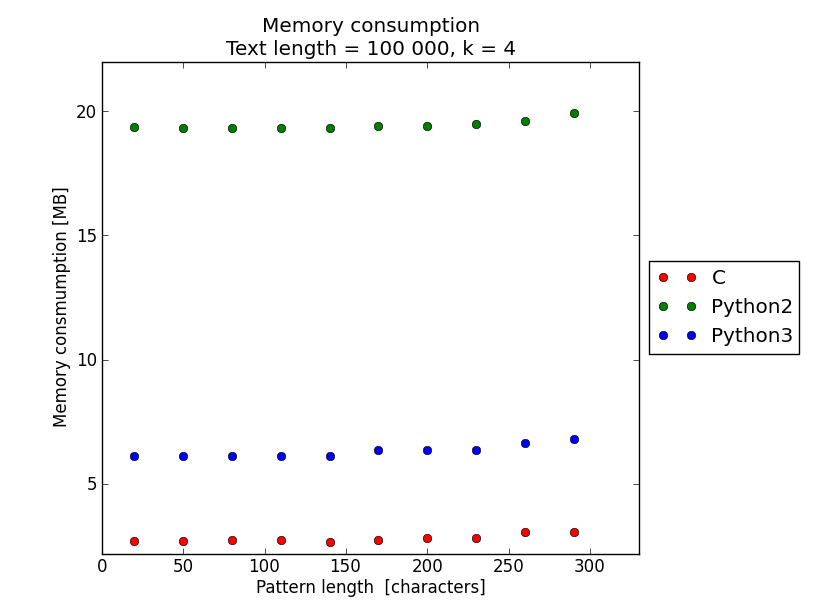 Memory consumption
Text length = 100 000, k = 4
20
15
10
5
Memory consmumption [MB]
0 50 100 150 200 250 300
Pattern length  [characters]
C
Python2
Python3